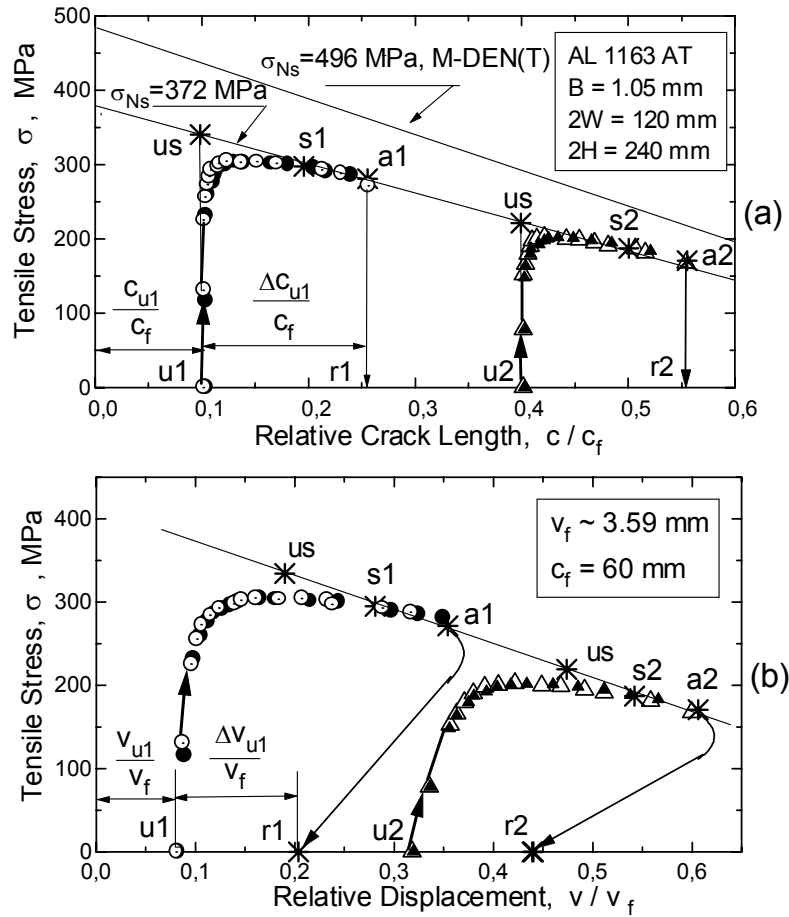 500
400
300
200
100
0
Tensile Stress, σ , MPa
σNs=496 MPa, M-DEN(T)
σNs=372 MPa
AL 1163 AT
B = 1.05 mm
2W = 120 mm
2H = 240 mm
us
s1
a1
us
s2
a2
(a)
cu1
cf
Δcu1
cf
u1
r1
u2
r2
0,0 0,1 0,2 0,3 0,4 0,5 0,6
Relative Crack Length, c / cf
400
300
200
100
0
Tensile Stress, σ , MPa
vf ~ 3.59 mm
cf = 60 mm
us
s1
a1
us
s2
a2
(b)
vu1
vf
Δvu1
vf
u1
r1
u2
r2
0,0 0,1 0,2 0,3 0,4 0,5 0,6
Relative Displacement, v / vf